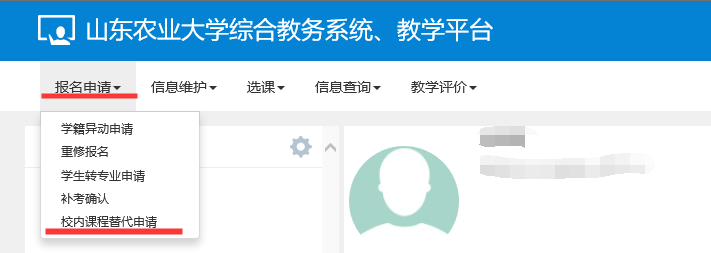 山东农业大学综合教务系统、教学平台
报名申请 信息维护 选课 信息查询 教学评价
学籍异动申请
重修报名
学生转专业申请
补考确认
校内课程替代申请